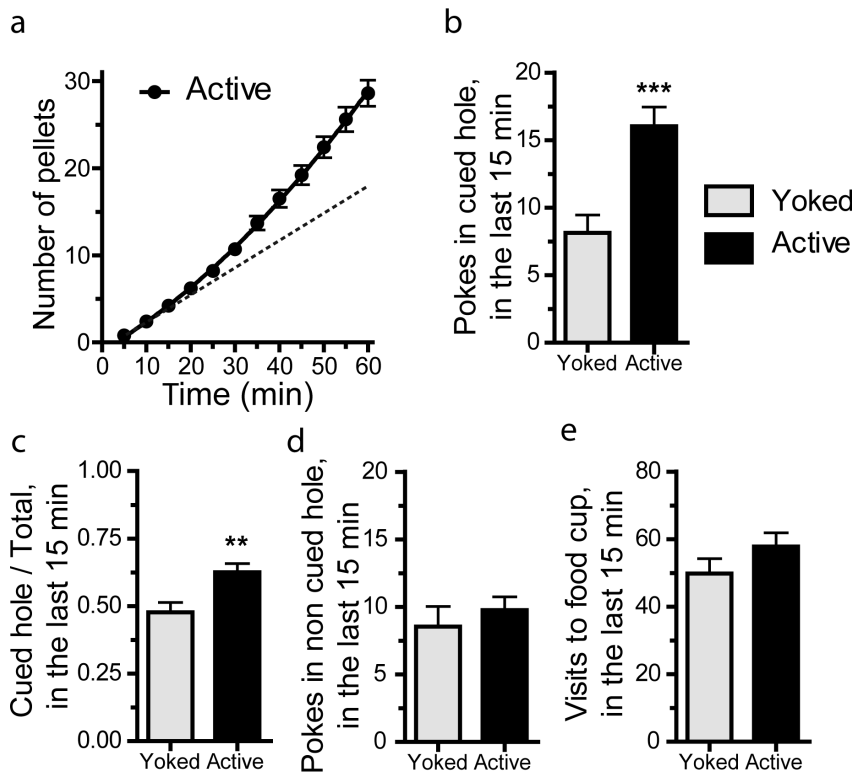 a
Number of pellets
30
20
10
0
Active
0 10 20 30 40 50 60
Time (min)
b
Pokes in cued hole,
in the last 15 min
20
15
10
5
0
***
Yoked Active
Yoked
Active
c
Cued hole / Total,
in the last 15 min
1.00
0.75
0.50
0.25
0.00
**
Yoked Active
d
Pokes in non cued hole,
in the last 15 min
20
15
10
5
0
Yoked Active
e
Visits to food cup,
in the last 15 min
80
60
40
20
0
Yoked Active